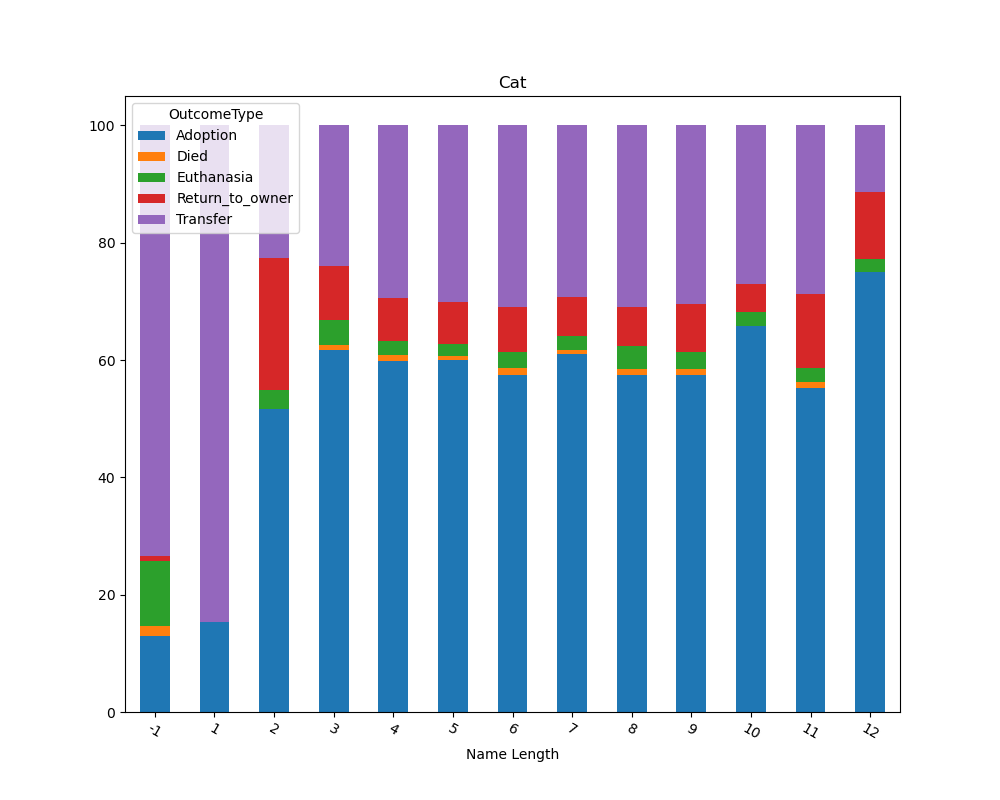 Cat
OutcomeType
Adoption
Died
Euthanasia
Return_to_owner
Transfer
100
80
60
40
20
0
-1 1 2 3 4 5 6 7 8 9 10 11 12
Name Length